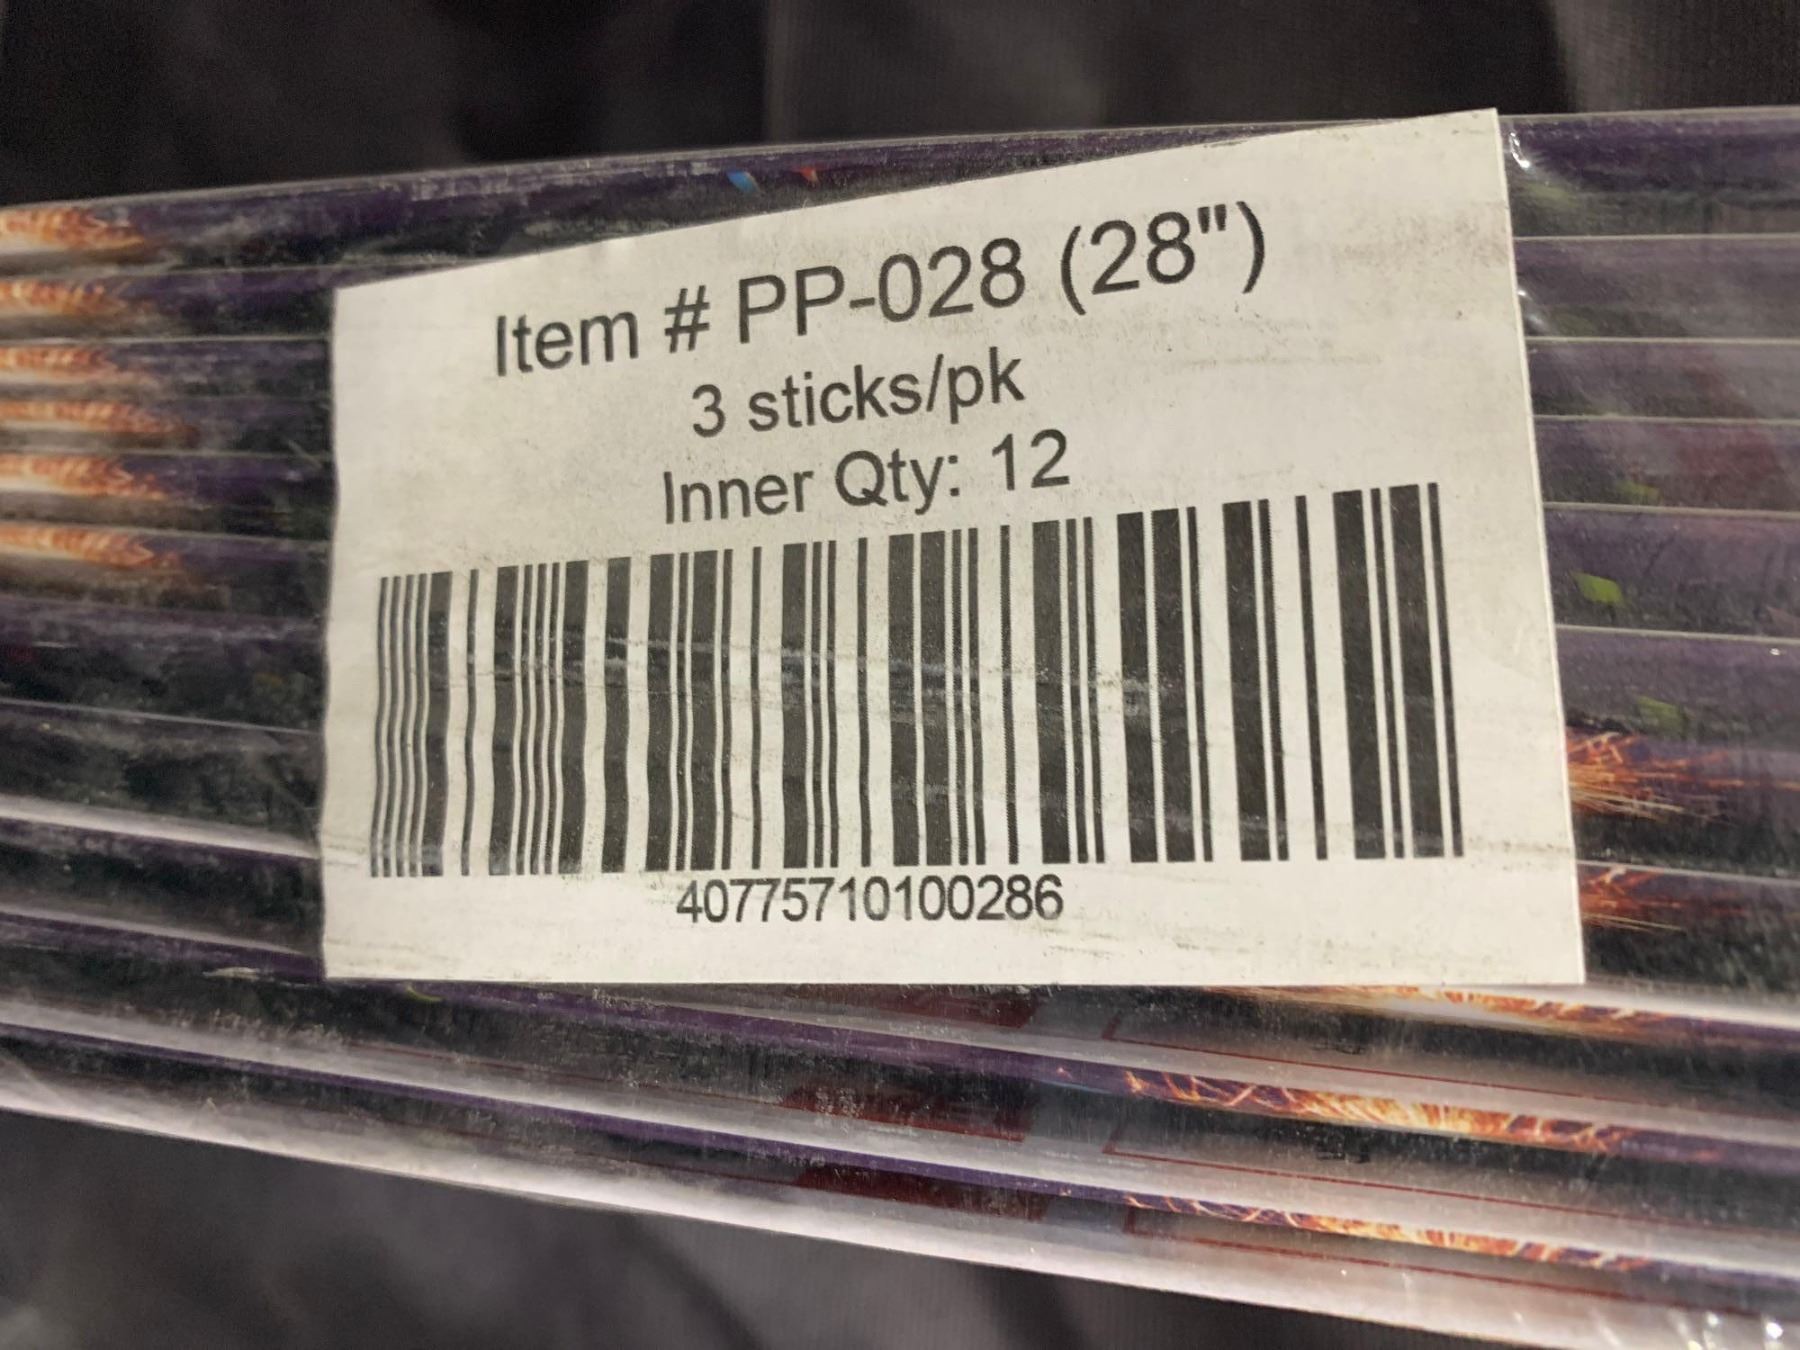 Item # PP-028 (28")
3 sticks/pk
Inner Qty: 12
40775710100286